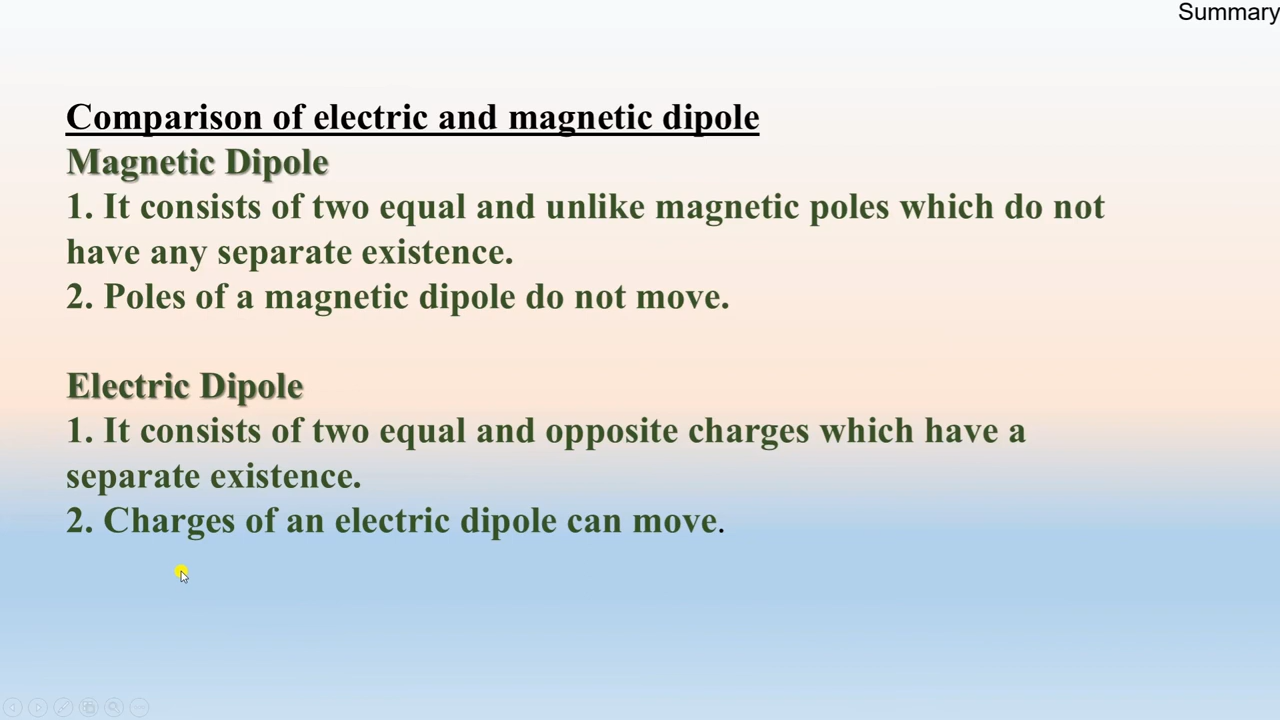 Summary
Comparison of electric and magnetic dipole
Magnetic Dipole
1. It consists of two equal and unlike magnetic poles which do not
have any separate existence.
2. Poles of a magnetic dipole do not move.
Electric Dipole
1. It consists of two equal and opposite charges which have a
separate existence.
2. Charges of an electric dipole can move.